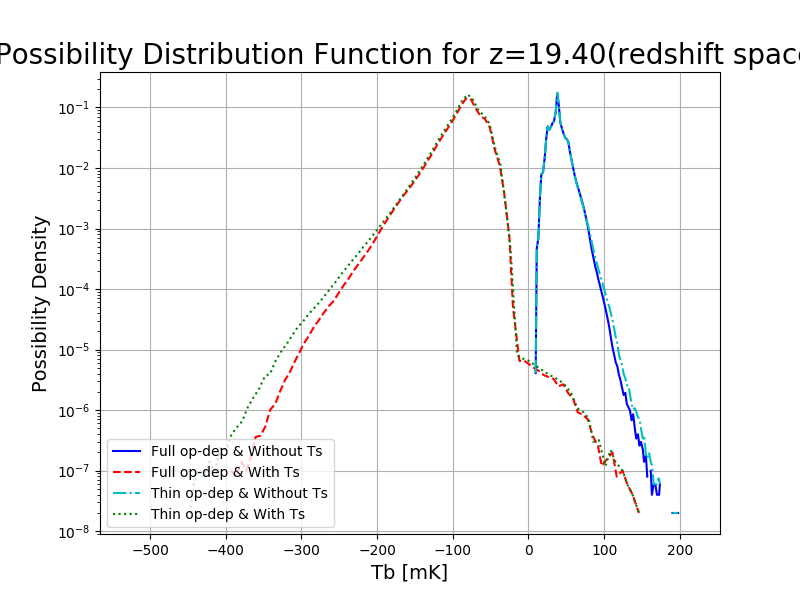 Possibility Distribution Function for z=19.40(redshift space
Possibility Density
10⁻¹
10⁻²
10⁻³
10⁻⁴
10⁻⁵
10⁻⁶
10⁻⁷
10⁻⁸
Full op-dep & Without Ts
Full op-dep & With Ts
Thin op-dep & Without Ts
Thin op-dep & With Ts
−500 −400 −300 −200 −100 0 100 200
Tb [mK]